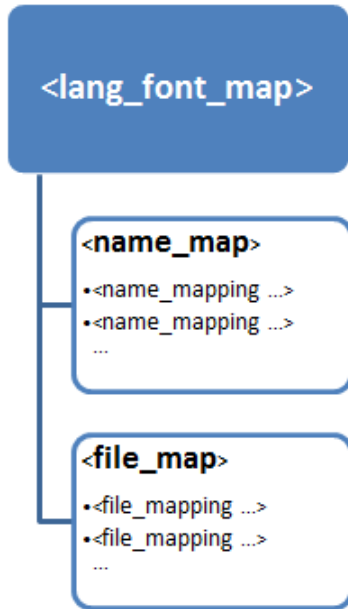 <lang_font_map>
<name_map>
•<name_mapping ...>
•<name_mapping ...>
...
<file_map>
•<file_mapping ...>
•<file_mapping ...>
...